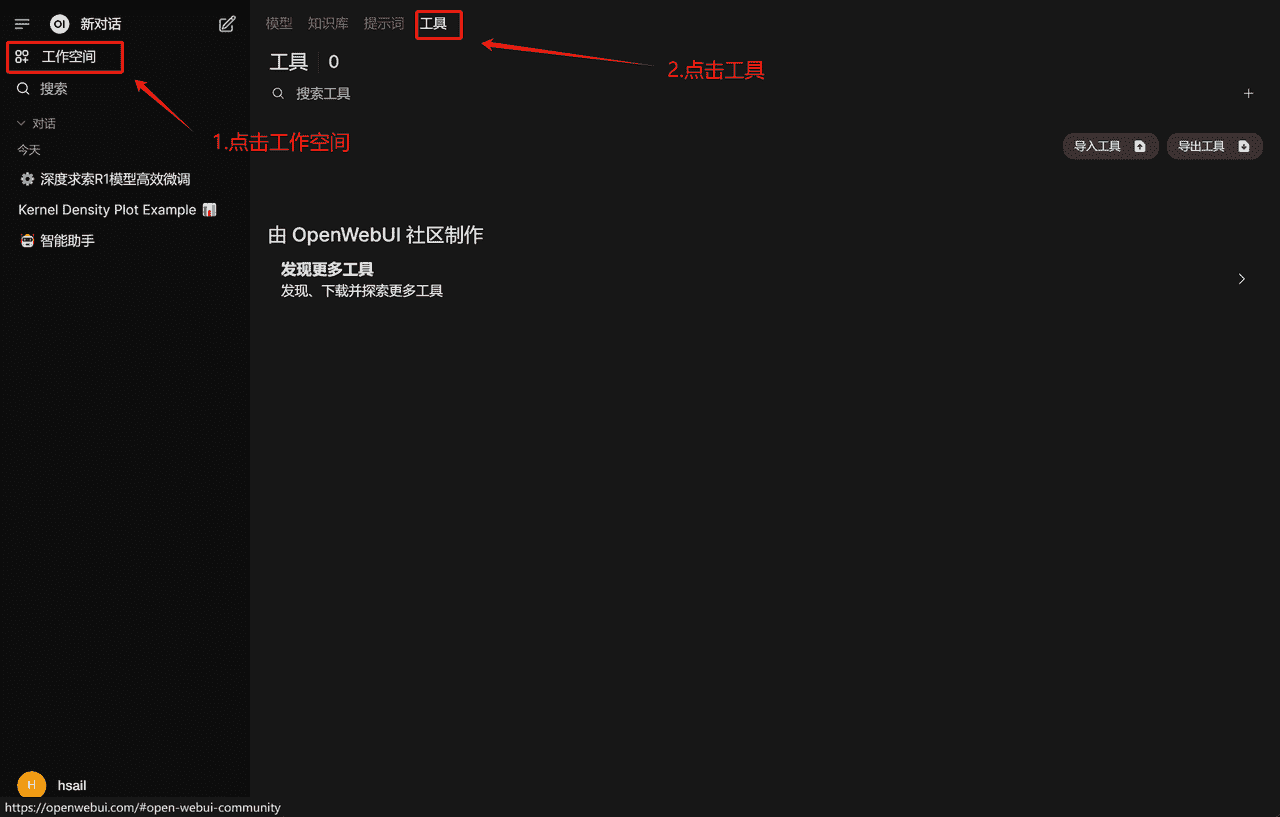 OI 新对话
工作空间
搜索
对话
今天
深度求索R1模型高效微调
Kernel Density Plot Example
智能助手
H hsail
https://openwebui.com/#open-webui-community
模型 知识库 提示词 工具
工具 0
搜索工具
2.点击工具
1.点击工作空间
导入工具 导出工具
由 OpenWebUI 社区制作
发现更多工具
发现、下载并探索更多工具